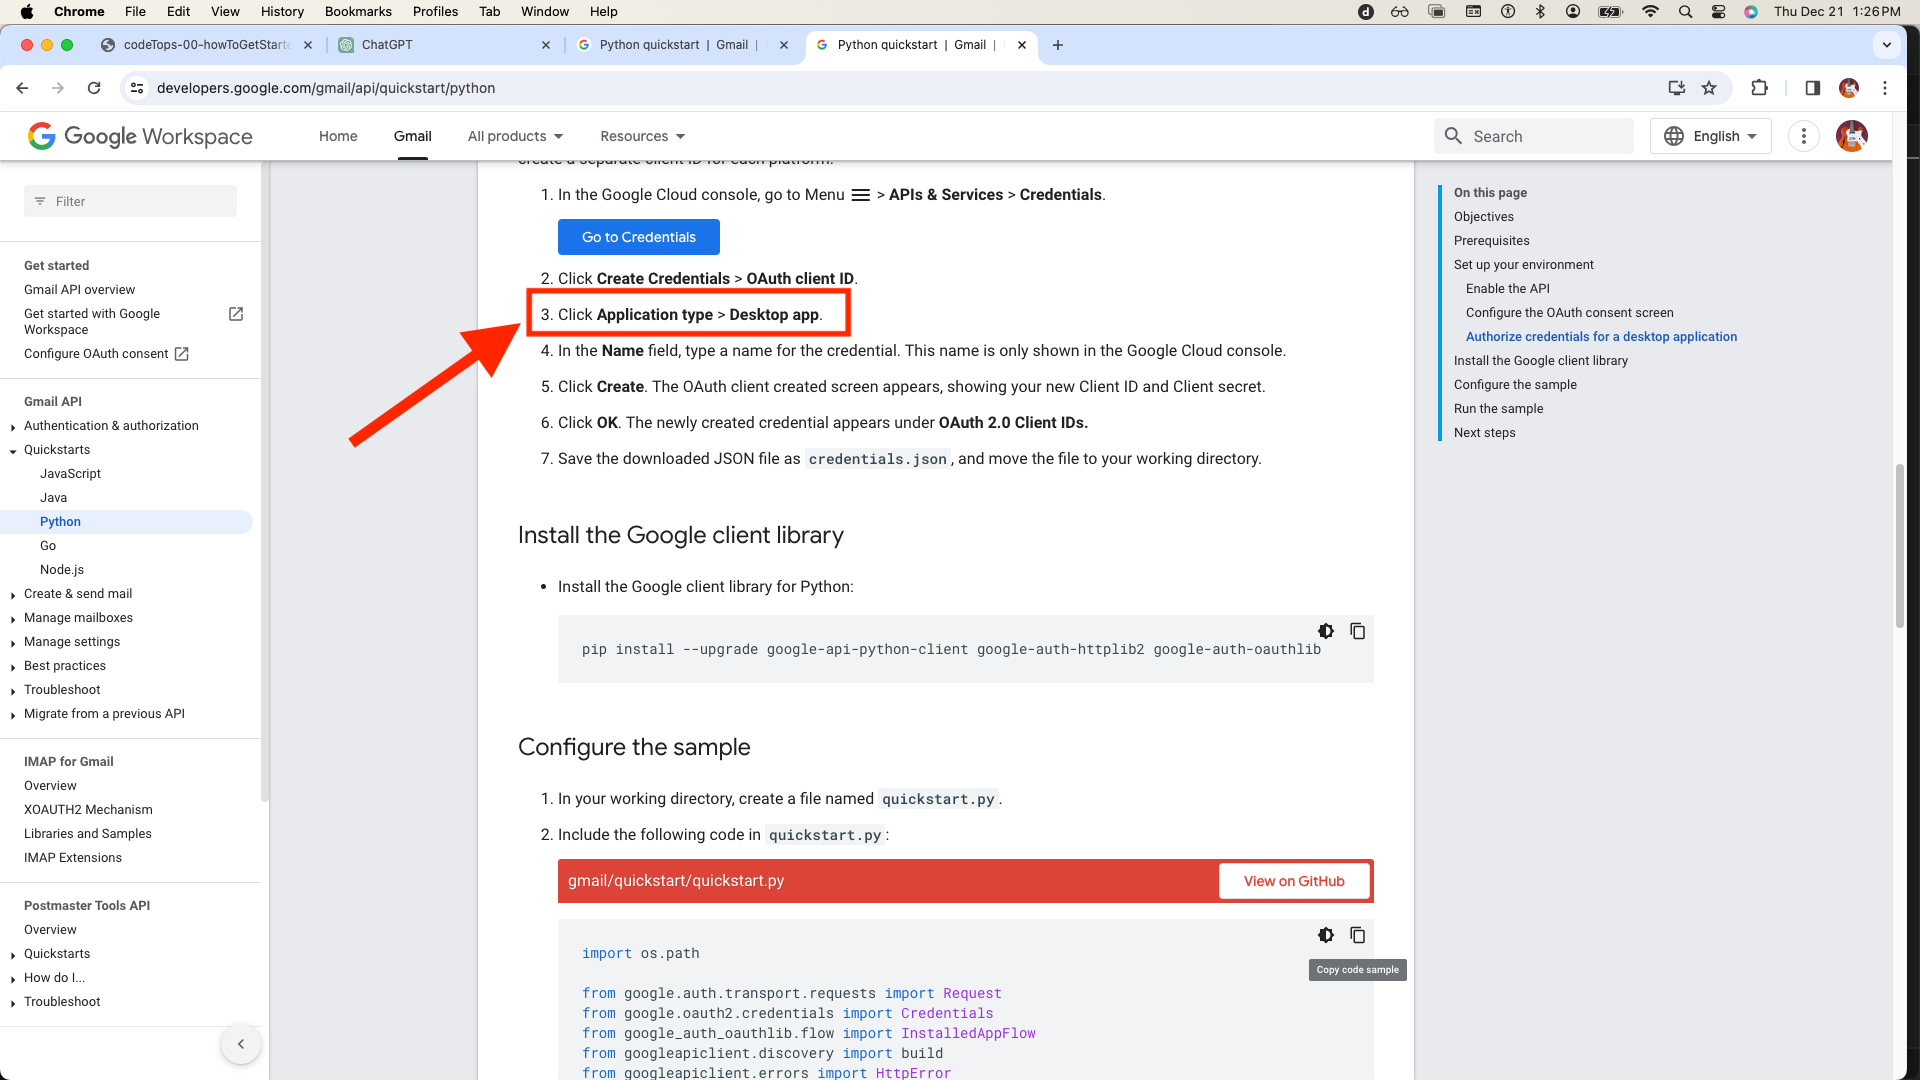 Chrome File Edit View History Bookmarks Profiles Tab Window Help Thu Dec 21 1:26 PM
codeTops-00-howToGetStarte ChatGPT Python quickstart | Gmail | Python quickstart | Gmail |
developers.google.com/gmail/api/quickstart/python
Google Workspace Home Gmail All products Resources Search English
Filter
Get started
Gmail API overview
Get started with Google
Workspace
Configure OAuth consent
Gmail API
Authentication & authorization
Quickstarts
JavaScript
Java
Python
Go
Node.js
Create & send mail
Manage mailboxes
Manage settings
Best practices
Troubleshoot
Migrate from a previous API
IMAP for Gmail
Overview
XOAUTH2 Mechanism
Libraries and Samples
IMAP Extensions
Postmaster Tools API
Overview
Quickstarts
How do I...
Troubleshoot
create a separate client ID for each platform.
1. In the Google Cloud console, go to Menu > APIs & Services > Credentials.
Go to Credentials
2. Click Create Credentials > OAuth client ID.
3. Click Application type > Desktop app.
4. In the Name field, type a name for the credential. This name is only shown in the Google Cloud console.
5. Click Create. The OAuth client created screen appears, showing your new Client ID and Client secret.
6. Click OK. The newly created credential appears under OAuth 2.0 Client IDs.
7. Save the downloaded JSON file as credentials.json, and move the file to your working directory.
Install the Google client library
• Install the Google client library for Python:
pip install --upgrade google-api-python-client google-auth-httplib2 google-auth-oauthlib
Configure the sample
1. In your working directory, create a file named quickstart.py.
2. Include the following code in quickstart.py:
gmail/quickstart/quickstart.py View on GitHub
Copy code sample
import os.path
from google.auth.transport.requests import Request
from google.oauth2.credentials import Credentials
from google_auth_oauthlib.flow import InstalledAppFlow
from googleapiclient.discovery import build
from googleapiclient.errors import HttpError
On this page
Objectives
Prerequisites
Set up your environment
Enable the API
Configure the OAuth consent screen
Authorize credentials for a desktop application
Install the Google client library
Configure the sample
Run the sample
Next steps